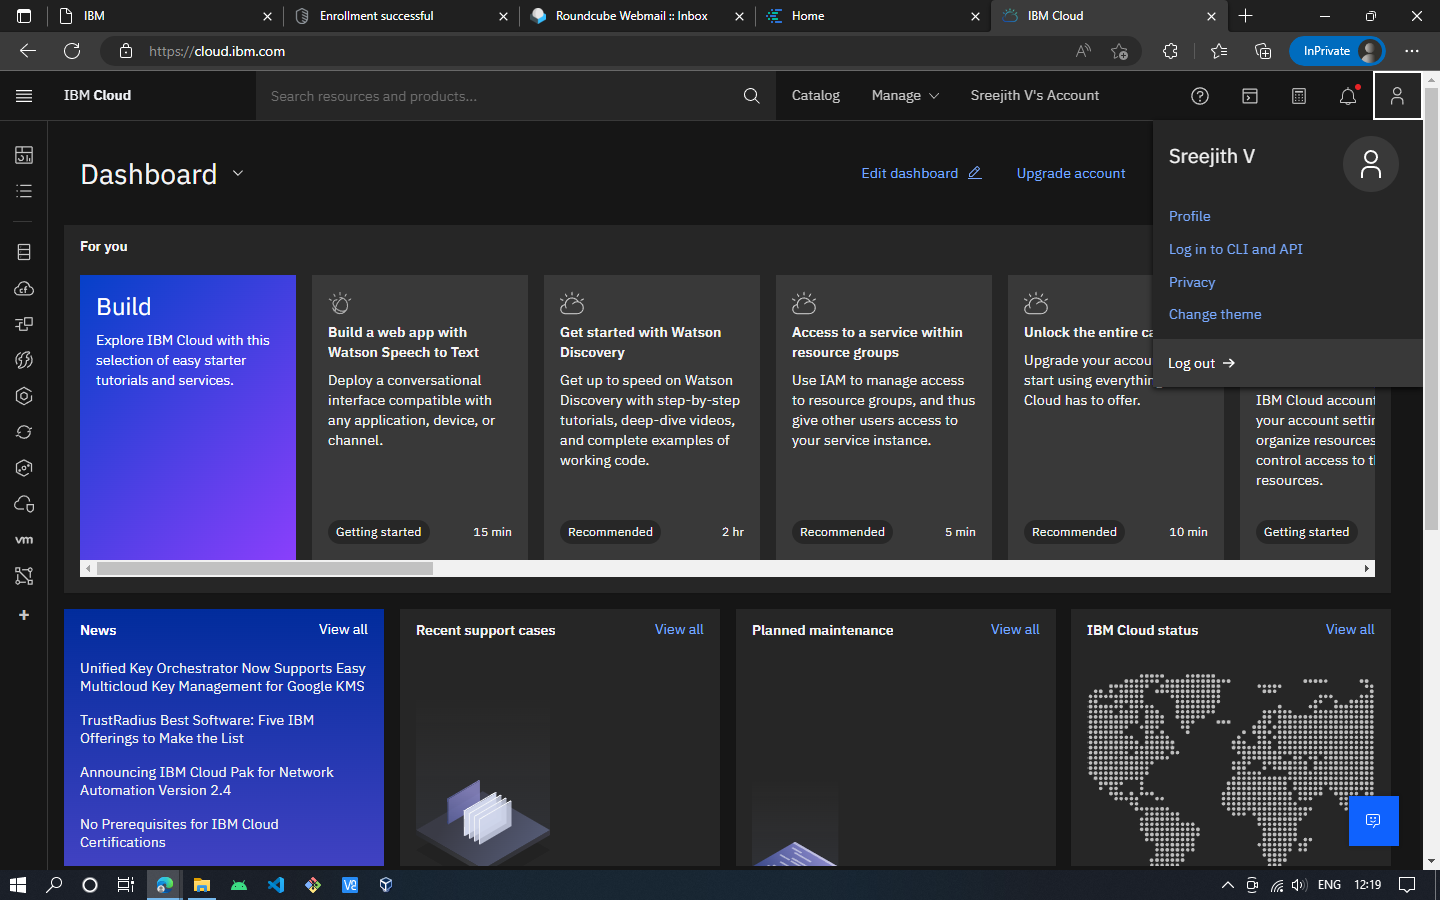 IBM
Enrollment successful
Roundcube Webmail :: Inbox
Home
IBM Cloud
https://cloud.ibm.com
InPrivate
IBM Cloud
Search resources and products...
Catalog
Manage
Sreejith V's Account
Sreejith V
Profile
Log in to CLI and API
Privacy
Change theme
Log out
Dashboard
Edit dashboard
Upgrade account
For you
Build
Explore IBM Cloud with this
selection of easy starter
tutorials and services.
Build a web app with
Watson Speech to Text
Deploy a conversational
interface compatible with
any application, device, or
channel.
Getting started
15 min
Get started with Watson
Discovery
Get up to speed on Watson
Discovery with step-by-step
tutorials, deep-dive videos,
and complete examples of
working code.
Recommended
2 hr
Access to a service within
resource groups
Use IAM to manage access
to resource groups, and thus
give other users access to
your service instance.
Recommended
5 min
Unlock the entire ca
Upgrade your accou
start using everythin
Cloud has to offer.
Recommended
10 min
IBM Cloud account
your account settin
organize resources
control access to th
resources.
Getting started
vm
News
View all
Unified Key Orchestrator Now Supports Easy
Multicloud Key Management for Google KMS
TrustRadius Best Software: Five IBM
Offerings to Make the List
Announcing IBM Cloud Pak for Network
Automation Version 2.4
No Prerequisites for IBM Cloud
Certifications
Recent support cases
View all
Planned maintenance
View all
IBM Cloud status
View all
ENG
12:19